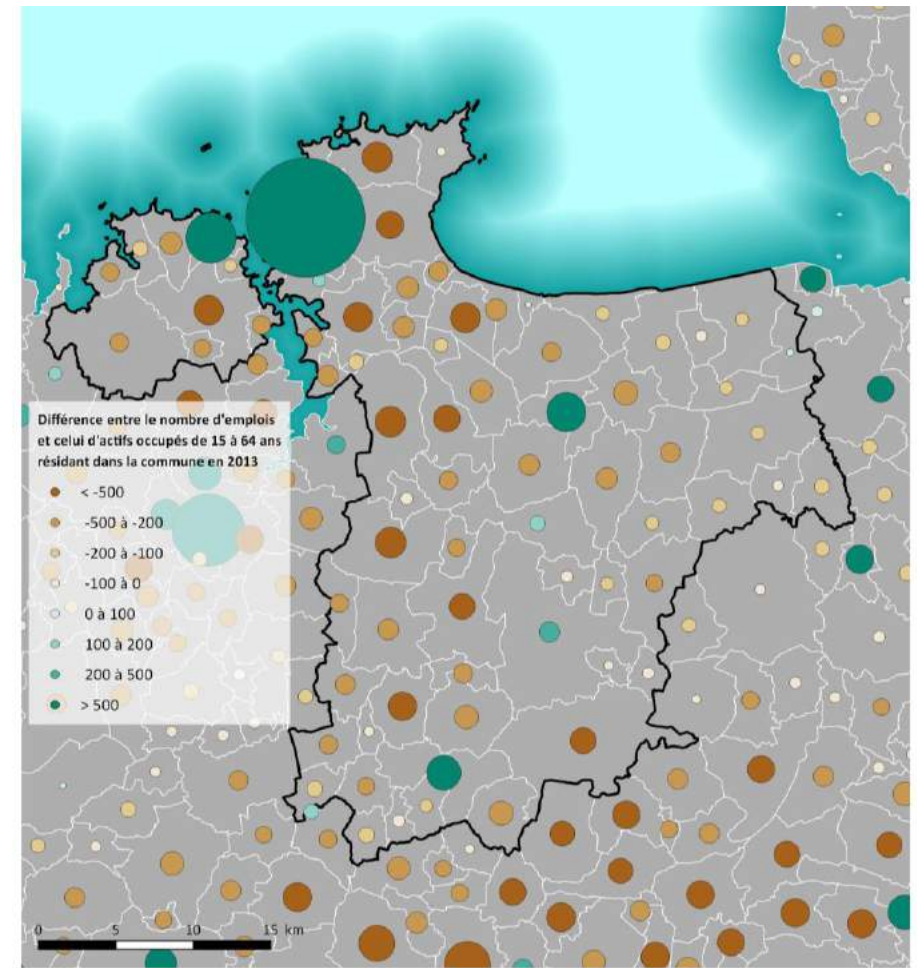 Différence entre le nombre d'emplois
et celui d'actifs occupés de 15 à 64 ans
résidant dans la commune en 2013
< -500
-500 à -200
-200 à -100
-100 à 0
0 à 100
100 à 200
200 à 500
> 500
0 5 10 15 km